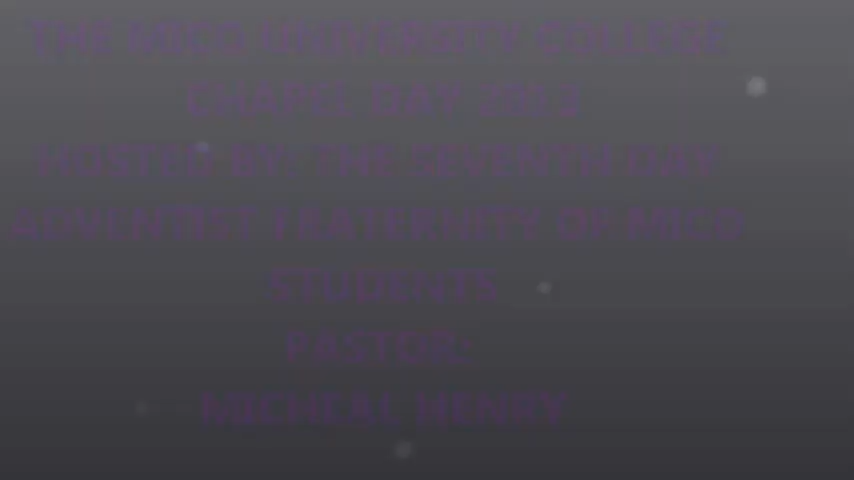 THE MICO UNIVERSITY COLLEGE
CHAPEL DAY 2012
HOSTED BY: THE SEVENTH DAY
ADVENTIST FRATERNITY OF MICO
STUDENTS
PASTOR:
MICHEAL HENRY